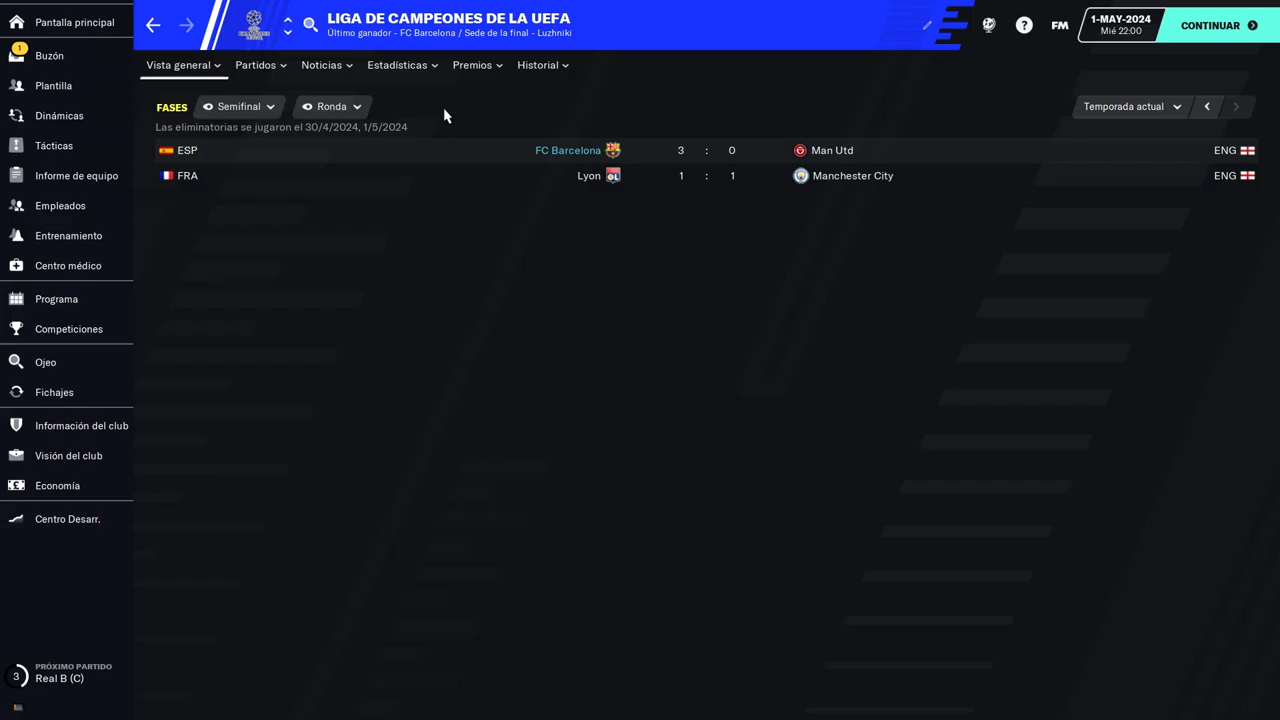 Pantalla principal
1
Buzón
Plantilla
Dinámicas
Tácticas
Informe de equipo
Empleados
Entrenamiento
Centro médico
Programa
Competiciones
Ojeo
Fichajes
Información del club
Visión del club
Economía
Centro Desarr.
3
PRÓXIMO PARTIDO
Real B (C)
LIGA DE CAMPEONES DE LA UEFA
Último ganador - FC Barcelona / Sede de la final - Luzhniki
?
FM
1-MAY-2024
Mié 22:00
CONTINUAR
Vista general Partidos Noticias Estadísticas Premios Historial
FASES Semifinal Ronda Temporada actual
Las eliminatorias se jugaron el 30/4/2024, 1/5/2024
ESP FC Barcelona 3 : 0 Man Utd ENG
FRA Lyon 1 : 1 Manchester City ENG